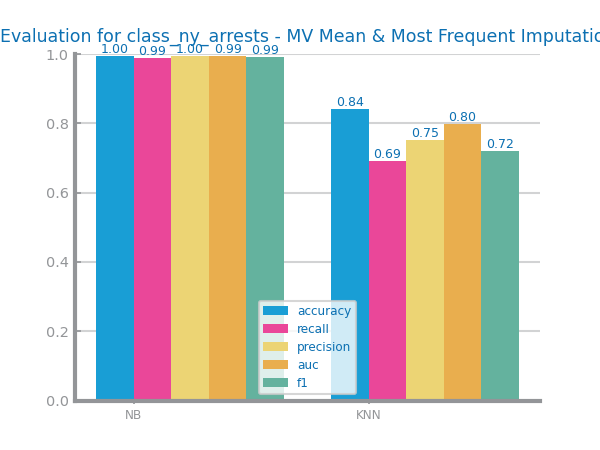 Evaluation for class_ny_arrests - MV Mean & Most Frequent Imputatio
1.00 0.99 1.00 0.99 0.99
0.84 0.69 0.75 0.80 0.72
1.0
0.8
0.6
0.4
0.2
0.0
accuracy
recall
precision
auc
f1
NB KNN